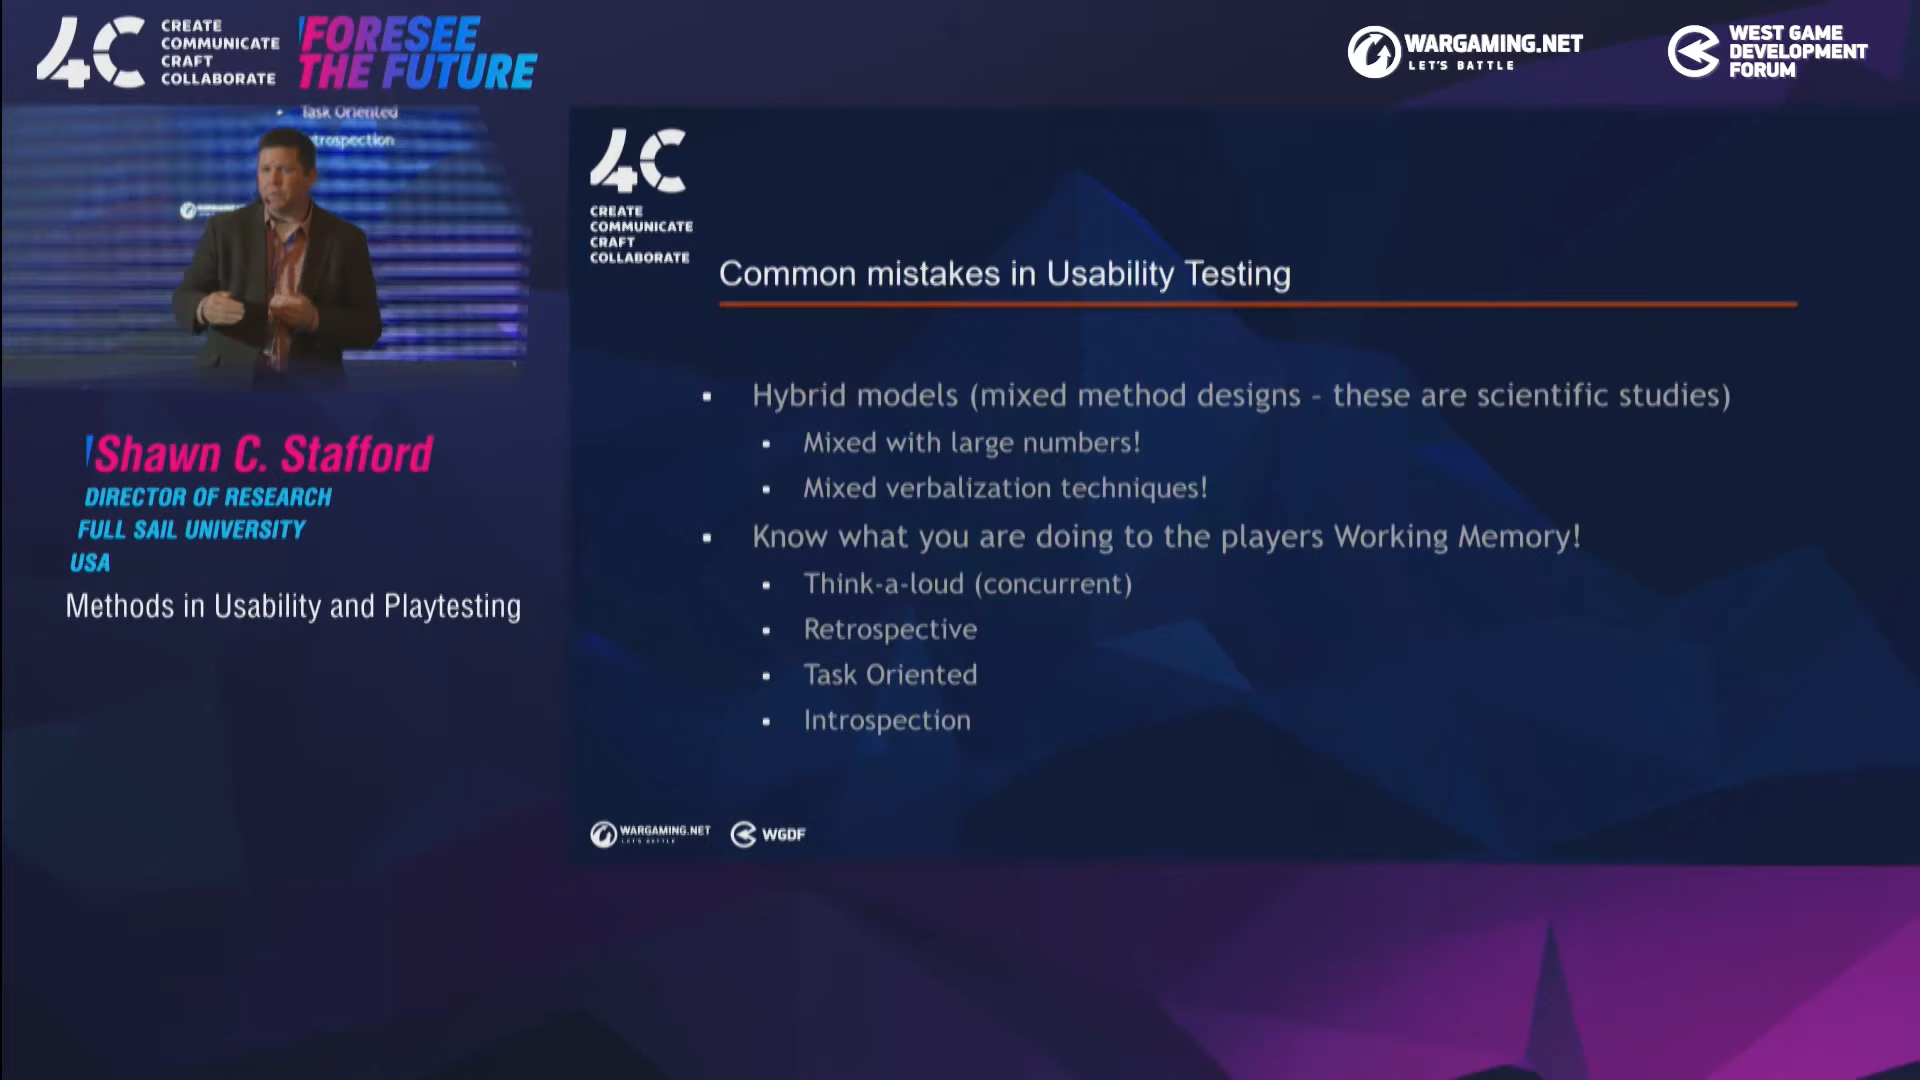 4C
CREATE
COMMUNICATE
CRAFT
COLLABORATE
FORESEE
THE FUTURE
WARGAMING.NET
LET'S BATTLE
WEST GAME
DEVELOPMENT
FORUM
Task Oriented
trospection
Shawn C. Stafford
DIRECTOR OF RESEARCH
FULL SAIL UNIVERSITY
USA
Methods in Usability and Playtesting
4C
CREATE
COMMUNICATE
CRAFT
COLLABORATE
Common mistakes in Usability Testing
▪ Hybrid models (mixed method designs – these are scientific studies)
▪ Mixed with large numbers!
▪ Mixed verbalization techniques!
▪ Know what you are doing to the players Working Memory!
▪ Think-a-loud (concurrent)
▪ Retrospective
▪ Task Oriented
▪ Introspection
WARGAMING.NET
LET'S BATTLE
WGDF